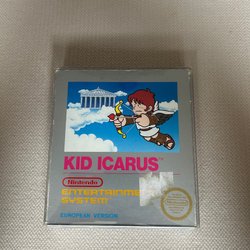 KID ICARUS
Nintendo
ENTERTAINMENT
SYSTEM
EUROPEAN VERSION